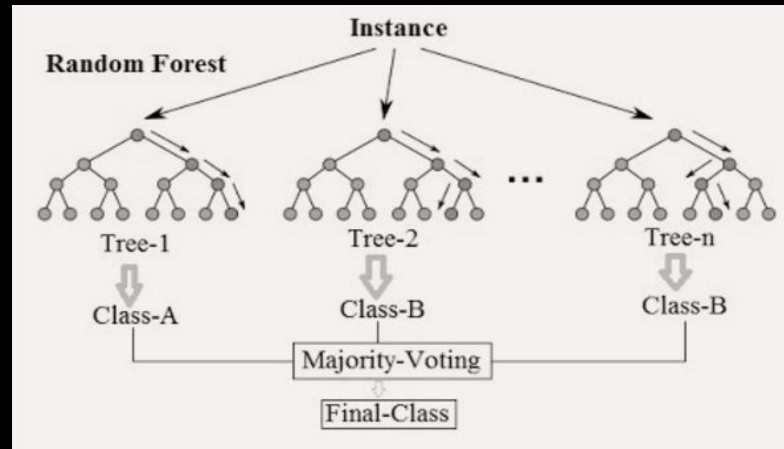 Instance
Random Forest
...
Tree-1
Tree-2
Tree-n
Class-A
Class-B
Class-B
Majority-Voting
Final-Class